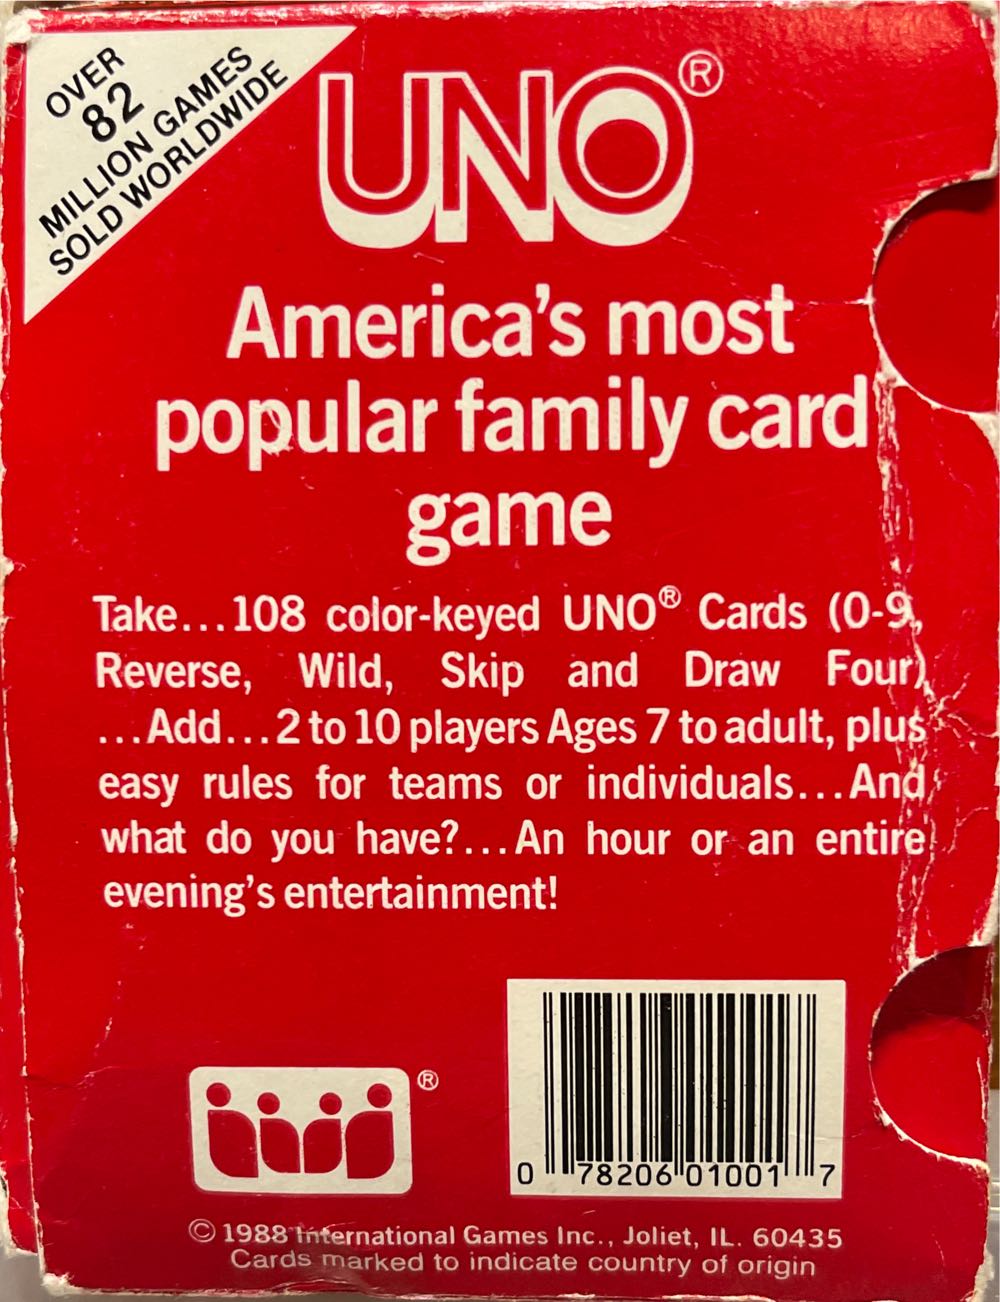 OVER
82
MILLION GAMES
SOLD WORLDWIDE
UNO®
America's most
popular family card
game
Take...108 color-keyed UNO® Cards (0-9,
Reverse, Wild, Skip and Draw Four)
...Add...2 to 10 players Ages 7 to adult, plus
easy rules for teams or individuals...And
what do you have?...An hour or an entire
evening's entertainment!
®
0 78206 01001 7
© 1988 International Games Inc., Joliet, IL. 60435
Cards marked to indicate country of origin